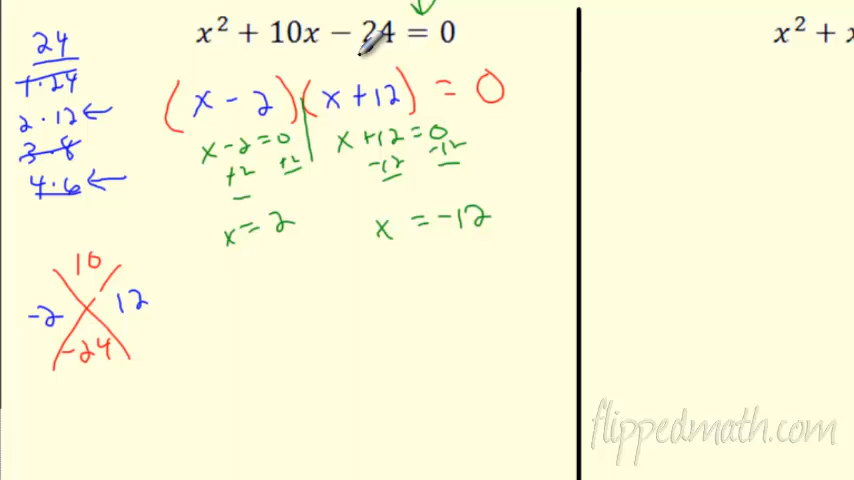 x² + 10x − 24 = 0
x² + x
24
1·24
2·12 ←
3·8
4·6 ←
(x − 2)(x + 12) = 0
x − 2 = 0
+2 +2
x = 2
x + 12 = 0
−12 −12
x = −12
10
−2 12
−24
flippedmath.com